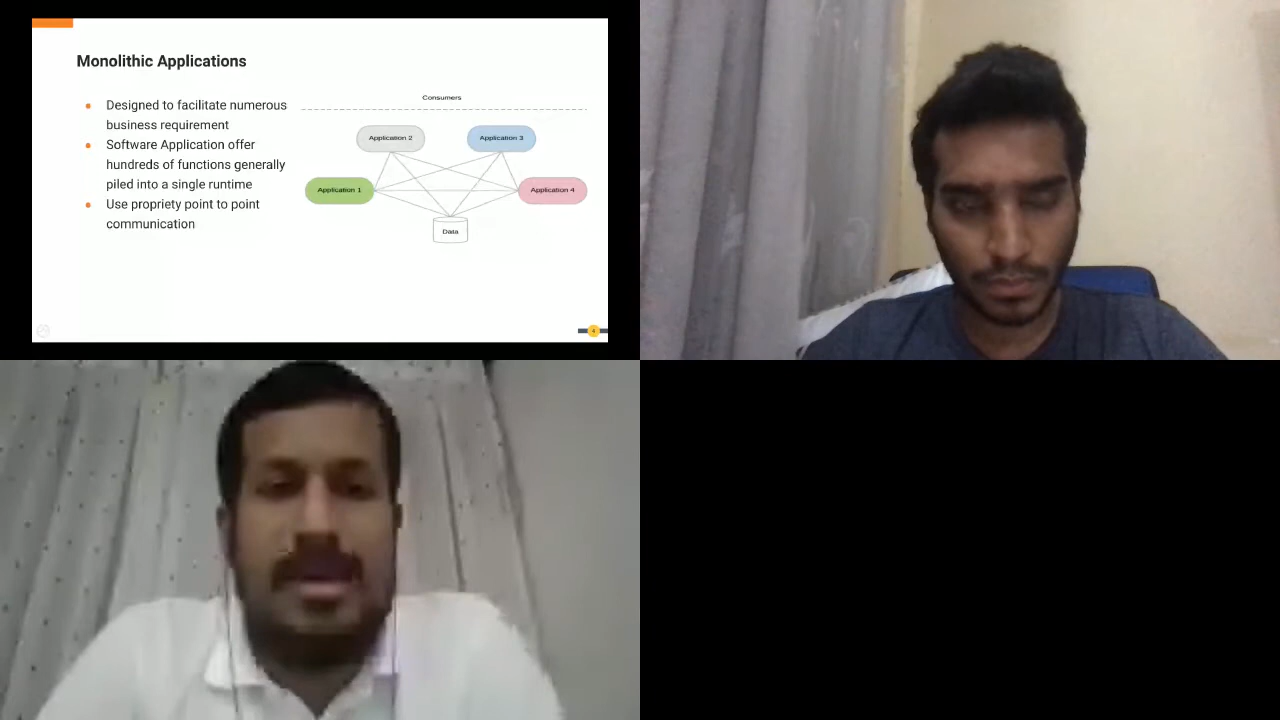 Monolithic Applications
Designed to facilitate numerous
business requirement
Software Application offer
hundreds of functions generally
piled into a single runtime
Use propriety point to point
communication
Consumers
Application 2
Application 3
Application 1
Application 4
Data
4